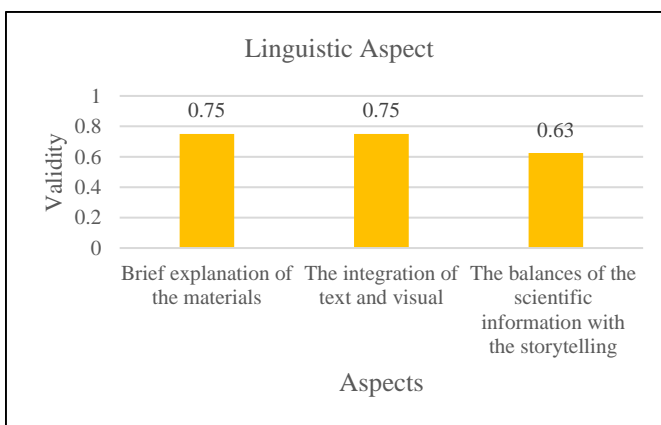 Linguistic Aspect
1
0.8
0.6
0.4
0.2
0
Validity
0.75
0.75
0.63
Brief explanation of
the materials
The integration of
text and visual
The balances of the
scientific
information with
the storytelling
Aspects